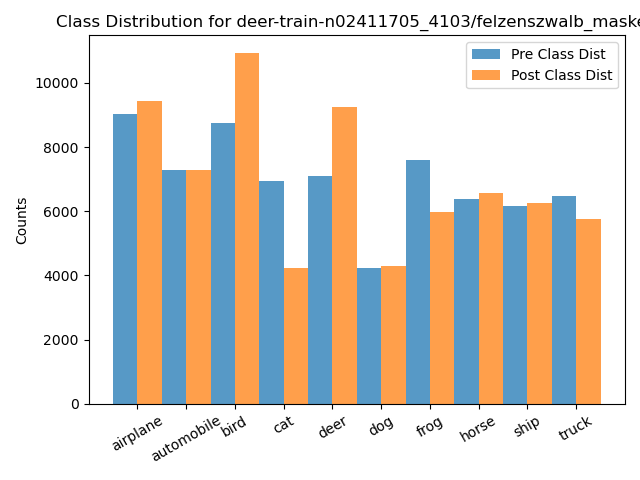 Class Distribution for deer-train-n02411705_4103/felzenszwalb_maske
Pre Class Dist
Post Class Dist
Counts
10000
8000
6000
4000
2000
0
airplane
automobile
bird
cat
deer
dog
frog
horse
ship
truck